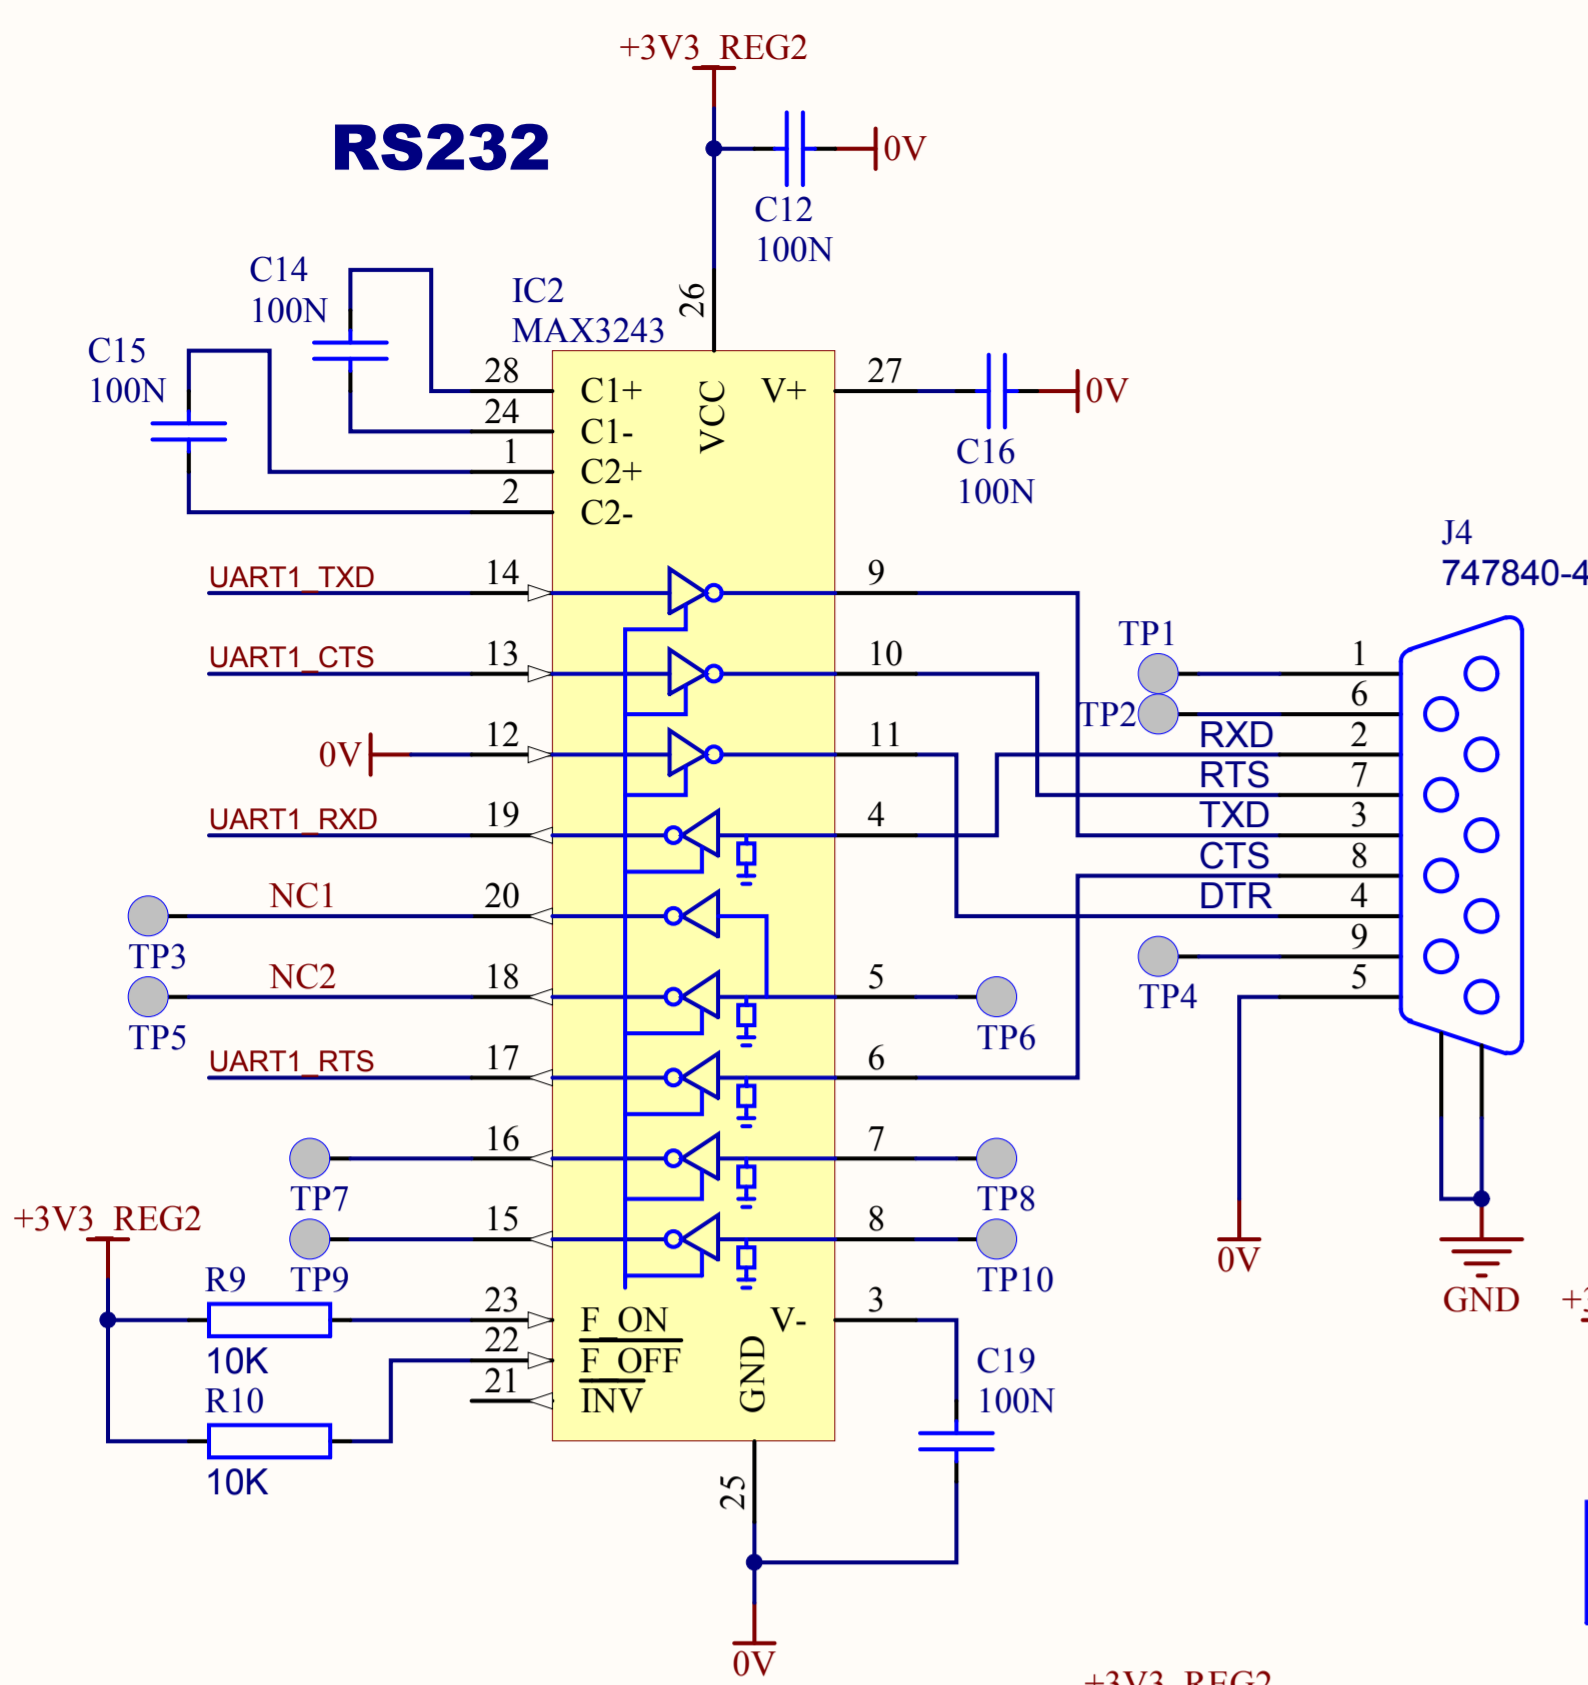 +3V3_REG2
RS232
0V
C12
100N
C14
100N
IC2
MAX3243
26
C15
100N
28
C1+
VCC
V+
27
0V
24
C1-
1
C2+
C16
100N
2
C2-
J4
747840-4
UART1_TXD
14
9
TP1
UART1_CTS
13
10
1
TP2
6
0V
12
11
RXD
2
RTS
7
UART1_RXD
19
4
TXD
3
CTS
8
NC1
20
DTR
4
TP3
9
NC2
18
5
TP4
5
TP5
TP6
UART1_RTS
17
6
16
7
TP7
TP8
+3V3_REG2
15
8
0V
R9
TP9
TP10
GND
23
F_ON
V-
3
10K
22
F_OFF
GND
C19
100N
R10
21
INV
10K
25
0V